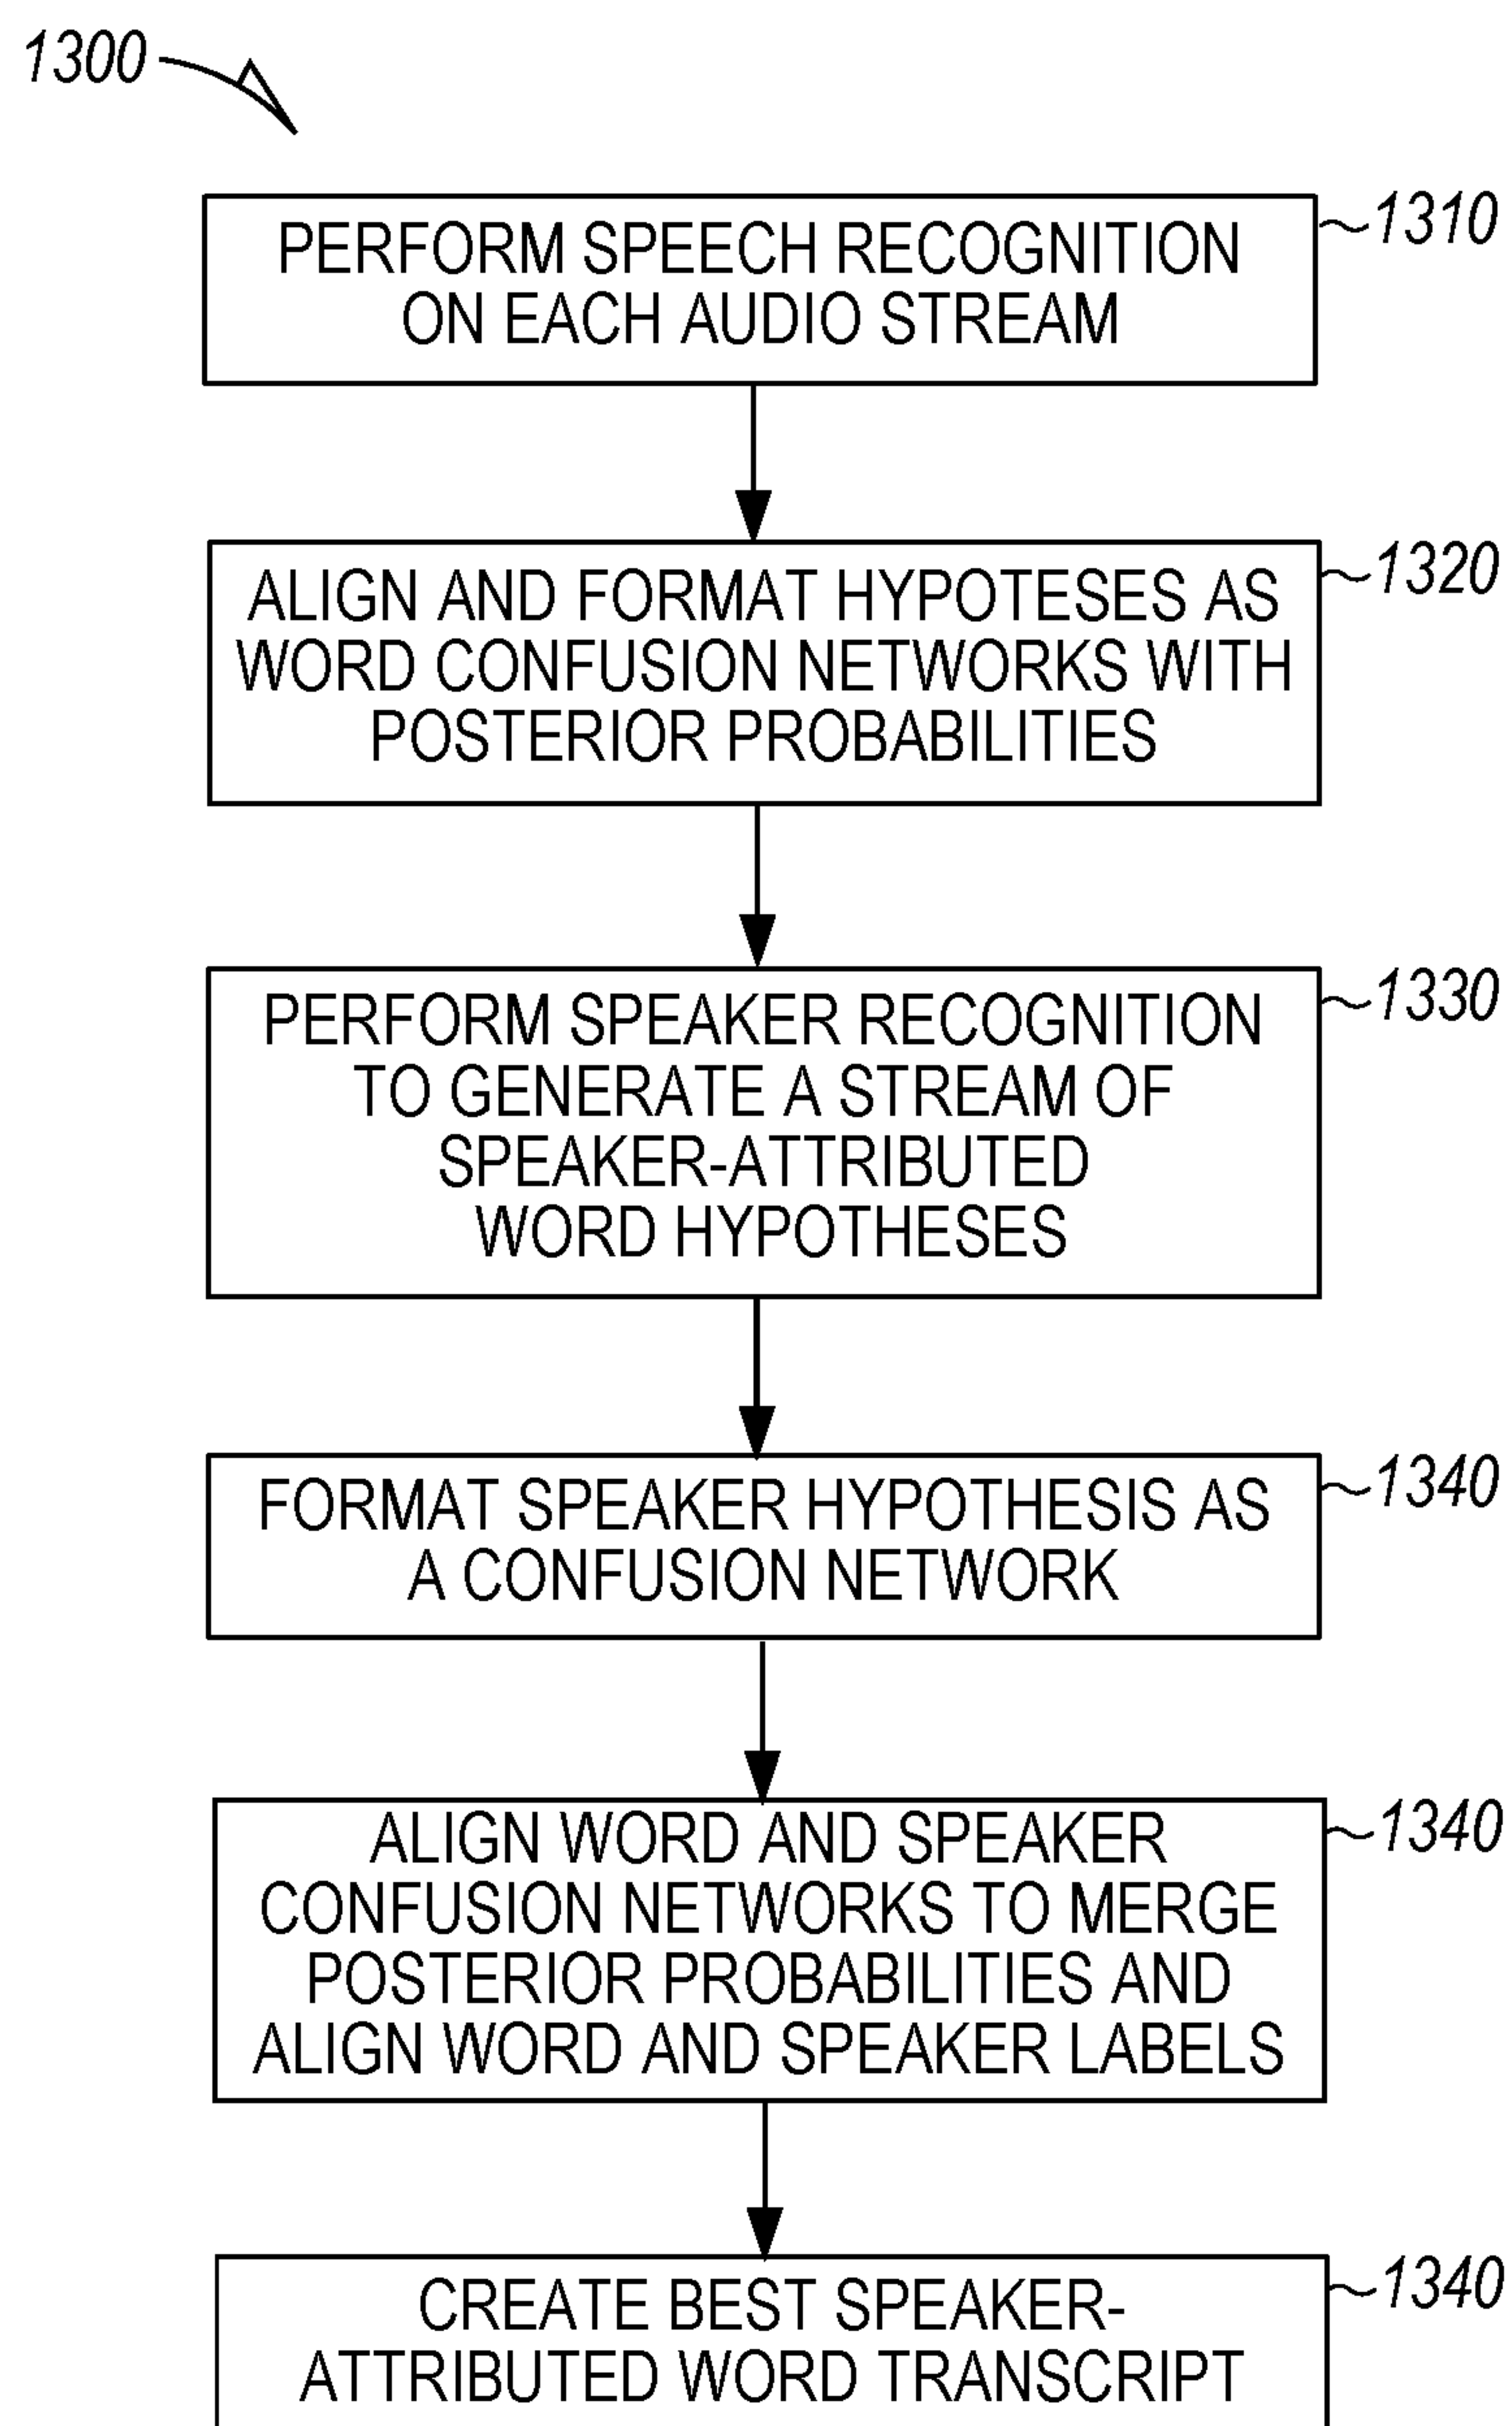 1300
PERFORM SPEECH RECOGNITION
ON EACH AUDIO STREAM
1310
ALIGN AND FORMAT HYPOTESES AS
WORD CONFUSION NETWORKS WITH
POSTERIOR PROBABILITIES
1320
PERFORM SPEAKER RECOGNITION
TO GENERATE A STREAM OF
SPEAKER-ATTRIBUTED
WORD HYPOTHESES
1330
FORMAT SPEAKER HYPOTHESIS AS
A CONFUSION NETWORK
1340
ALIGN WORD AND SPEAKER
CONFUSION NETWORKS TO MERGE
POSTERIOR PROBABILITIES AND
ALIGN WORD AND SPEAKER LABELS
1340
CREATE BEST SPEAKER-
ATTRIBUTED WORD TRANSCRIPT
1340